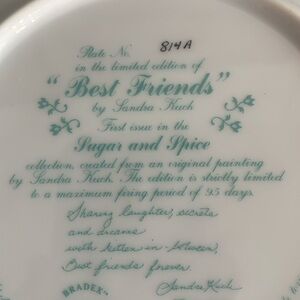 Plate No. 814A
in the limited edition of
"Best Friends"
by Sandra Kuck
First issue in the
Sugar and Spice
collection, created from an original painting
by Sandra Kuck. The edition is strictly limited
to a maximum firing period of 95 days.
Sharing laughter, secrets
and dreams
with kitten in-between,
Best friends forever.
Sandra Kuck
BRADEX